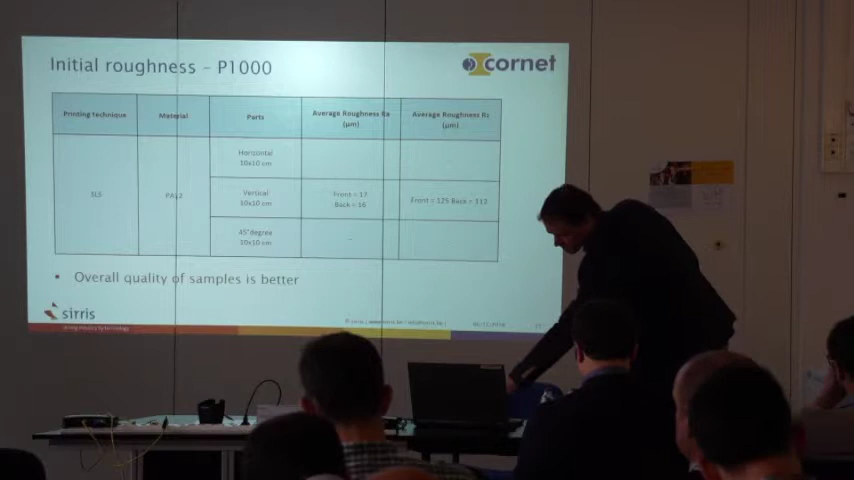 Initial roughness – P1000
cornet
Printing technique
Material
Parts
Average Roughness Ra
(µm)
Average Roughness Rz
(µm)
Horizontal
10x10 cm
SLS
PA12
Vertical
10x10 cm
Front = 17
Back = 16
Front = 125 Back = 112
45°degree
10x10 cm
-
▪ Overall quality of samples is better
sirris